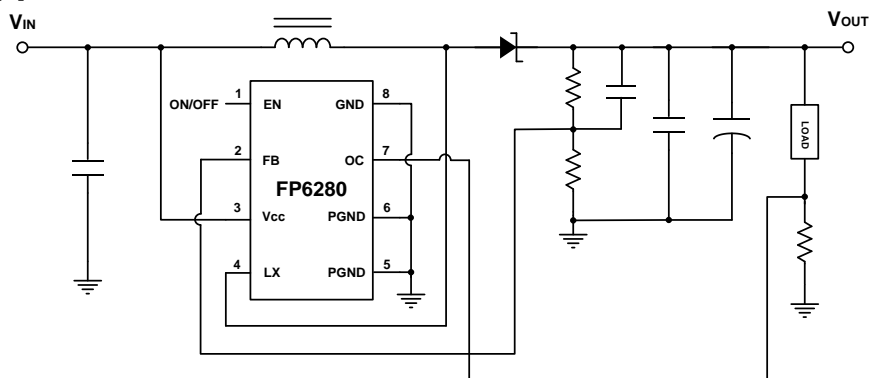 VIN
VOUT
ON/OFF
1
EN
GND
8
2
FB
OC
7
FP6280
3
Vcc
PGND
6
4
LX
PGND
5
LOAD